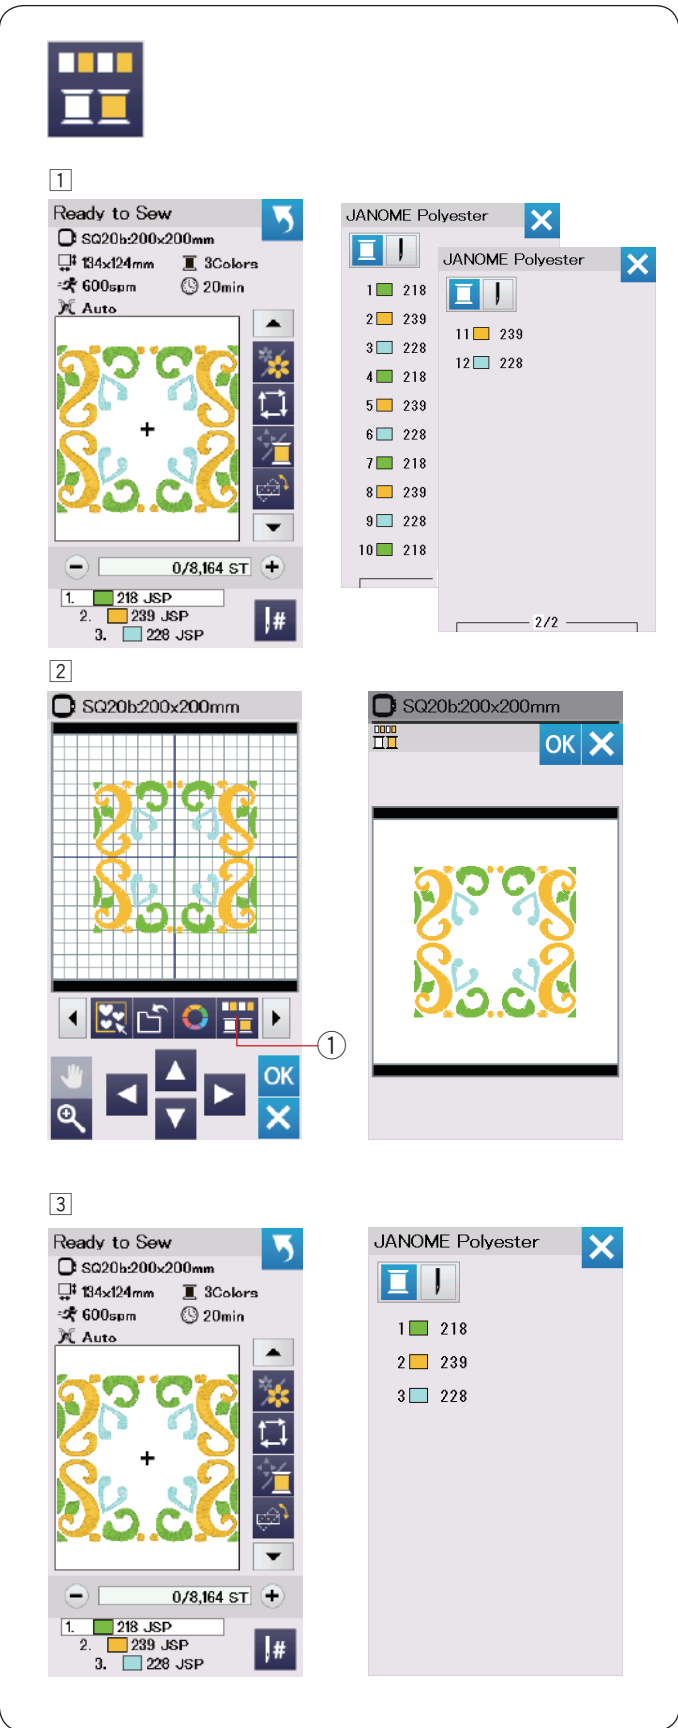 1
Ready to Sew
SQ20b:200x200mm
134x124mm 3Colors
600spm 20min
Auto
0/8,164 ST
1. 218 JSP
2. 239 JSP
3. 228 JSP
#
JANOME Polyester
1 218
2 239
3 228
4 218
5 239
6 228
7 218
8 239
9 228
10 218
JANOME Polyester
11 239
12 228
2/2
2
SQ20b:200x200mm
OK
1
SQ20b:200x200mm
OK
3
Ready to Sew
SQ20b:200x200mm
134x124mm 3Colors
600spm 20min
Auto
0/8,164 ST
1. 218 JSP
2. 239 JSP
3. 228 JSP
#
JANOME Polyester
1 218
2 239
3 228